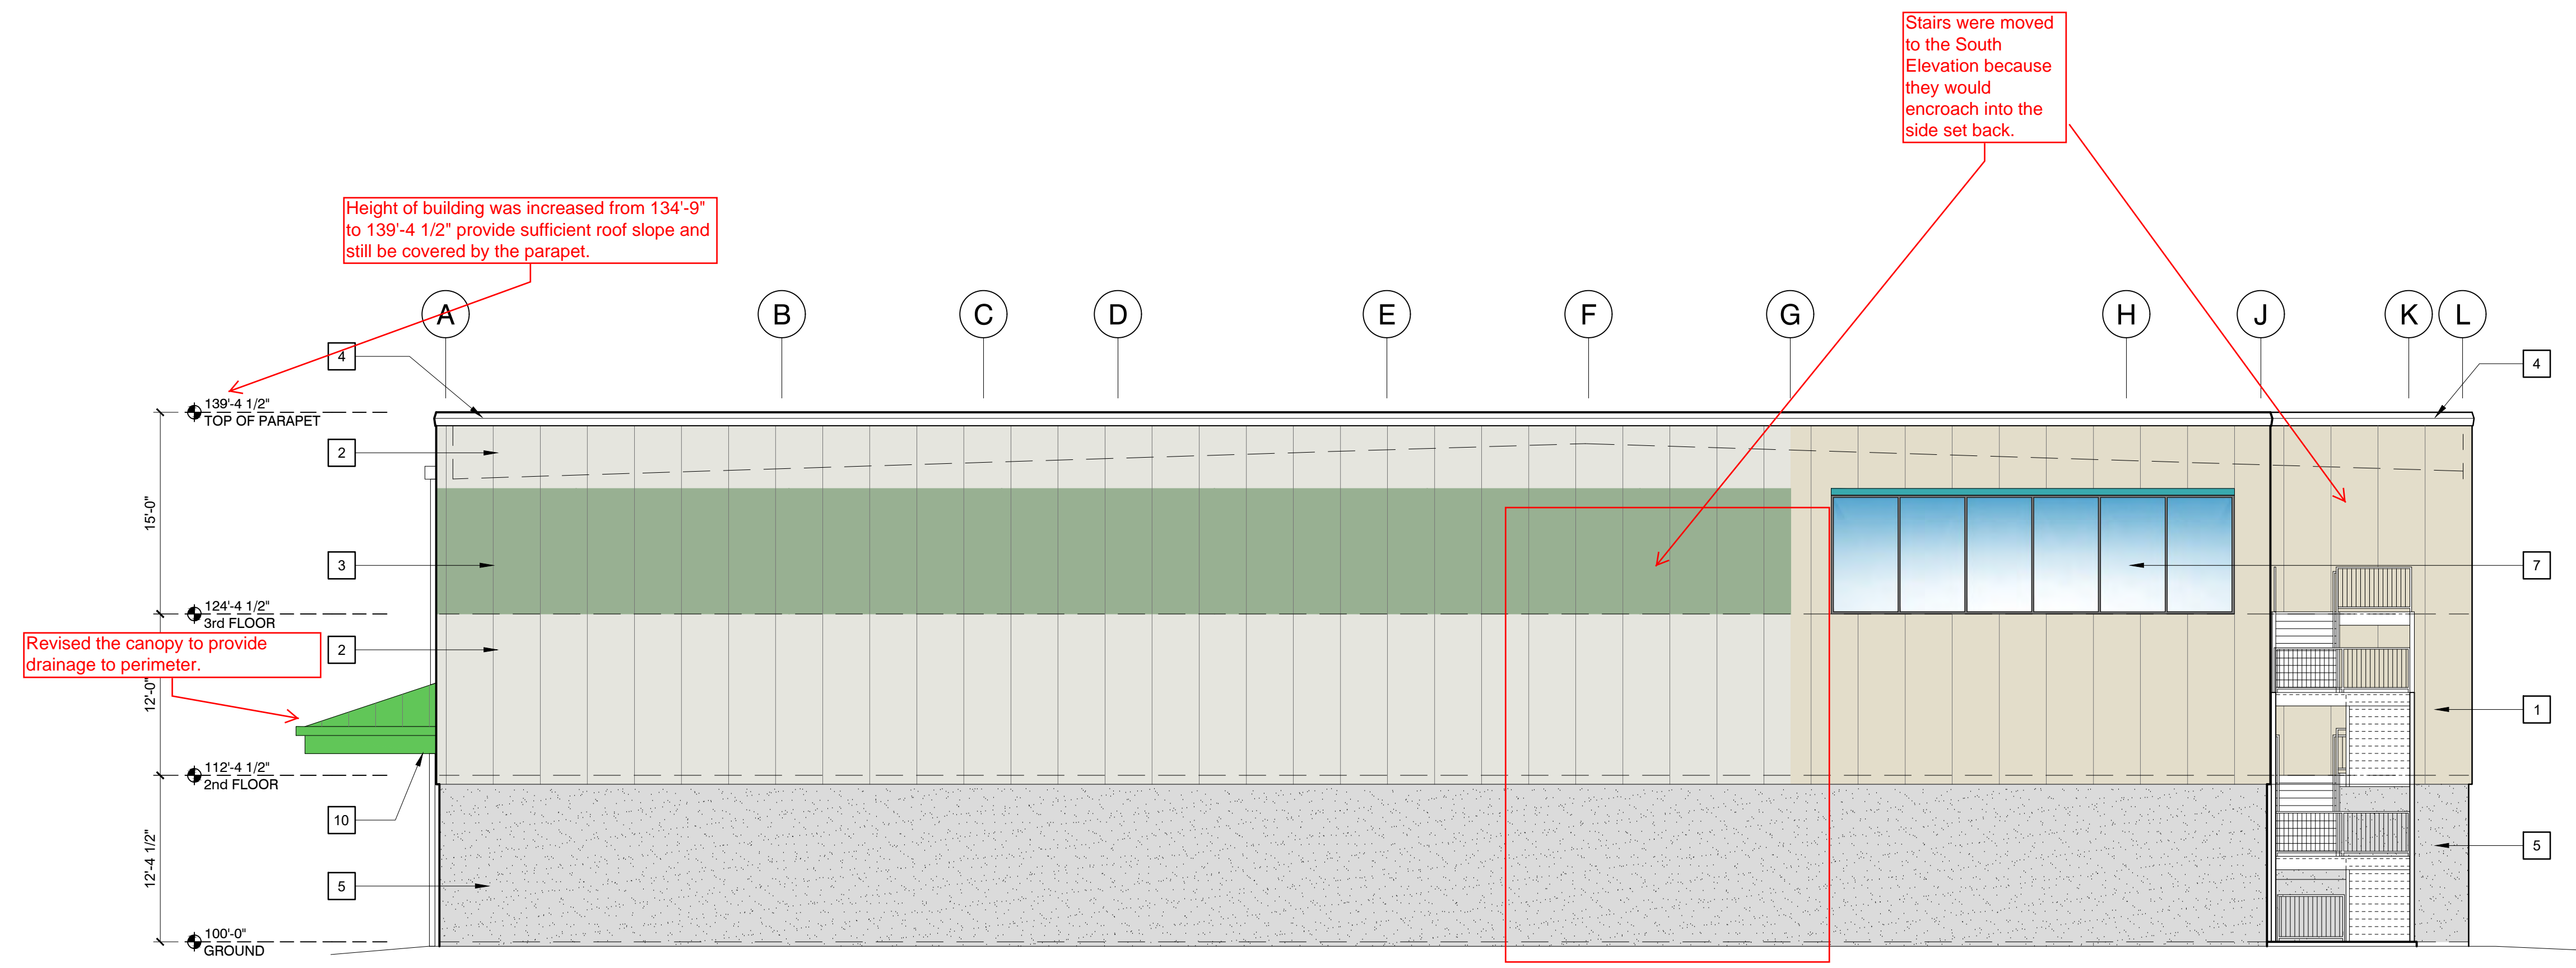 Stairs were moved
to the South
Elevation because
they would
encroach into the
side set back.
Height of building was increased from 134'-9"
to 139'-4 1/2" provide sufficient roof slope and
still be covered by the parapet.
A
B
C
D
E
F
G
H
J
K
L
4
4
139'-4 1/2"
TOP OF PARAPET
2
15'-0"
3
7
124'-4 1/2"
3rd FLOOR
Revised the canopy to provide
drainage to perimeter.
2
12'-0"
1
112'-4 1/2"
2nd FLOOR
10
12'-4 1/2"
5
5
100'-0"
GROUND